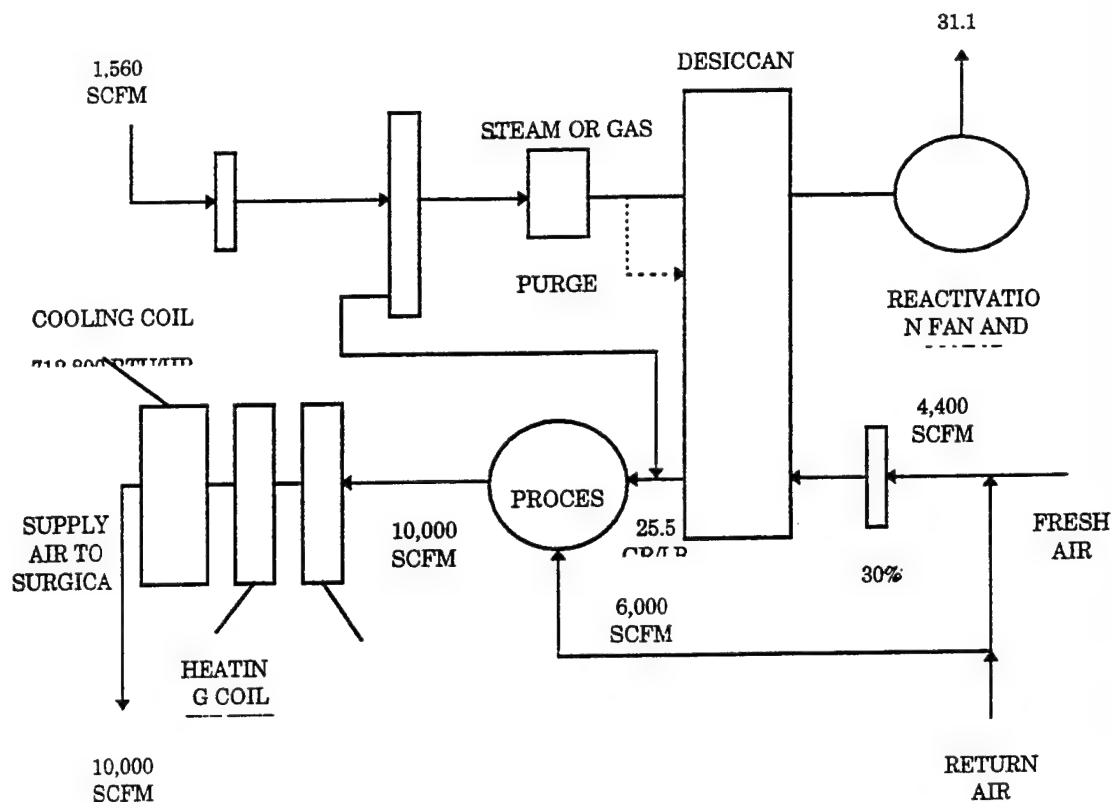 31.1
1,560
SCFM
DESICCAN
STEAM OR GAS
PURGE
REACTIVATIO
N FAN AND
COOLING COIL
4,400
SCFM
PROCES
10,000
SCFM
25.5
FRESH
AIR
SUPPLY
AIR TO
SURGICA
30%
6,000
SCFM
HEATIN
G COIL
10,000
SCFM
RETURN
AIR